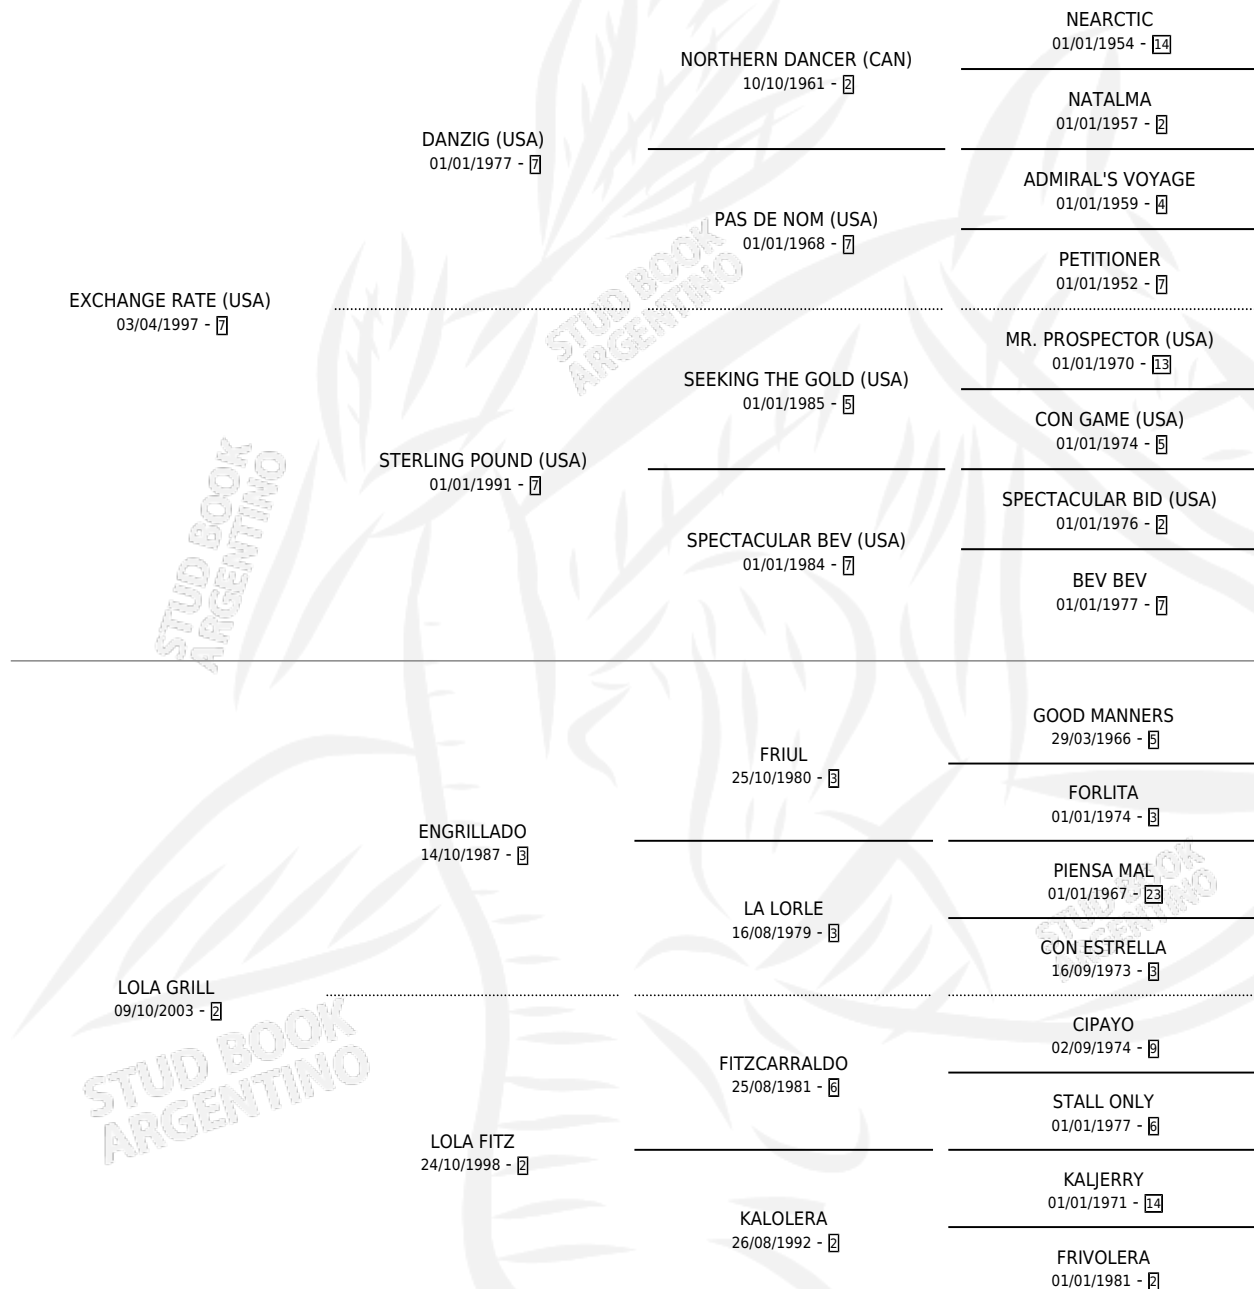 NEARCTIC
01/01/1954 - 14
NORTHERN DANCER (CAN)
10/10/1961 - 2
NATALMA
01/01/1957 - 2
DANZIG (USA)
01/01/1977 - 7
ADMIRAL'S VOYAGE
01/01/1959 - 4
PAS DE NOM (USA)
01/01/1968 - 7
PETITIONER
01/01/1952 - 7
EXCHANGE RATE (USA)
03/04/1997 - 7
MR. PROSPECTOR (USA)
01/01/1970 - 13
SEEKING THE GOLD (USA)
01/01/1985 - 5
CON GAME (USA)
01/01/1974 - 5
STERLING POUND (USA)
01/01/1991 - 7
SPECTACULAR BID (USA)
01/01/1976 - 2
SPECTACULAR BEV (USA)
01/01/1984 - 7
BEV BEV
01/01/1977 - 7
GOOD MANNERS
29/03/1966 - 5
FRIUL
25/10/1980 - 3
FORLITA
01/01/1974 - 3
ENGRILLADO
14/10/1987 - 3
PIENSA MAL
01/01/1967 - 23
LA LORLE
16/08/1979 - 3
CON ESTRELLA
16/09/1973 - 3
LOLA GRILL
09/10/2003 - 2
CIPAYO
02/09/1974 - 9
FITZCARRALDO
25/08/1981 - 6
STALL ONLY
01/01/1977 - 6
LOLA FITZ
24/10/1998 - 2
KALJERRY
01/01/1971 - 14
KALOLERA
26/08/1992 - 2
FRIVOLERA
01/01/1981 - 2
STUD BOOK
ARGENTINO
STUD BOOK
ARGENTINO
STUD BOOK
ARGENTINO
STUD BOOK
ARGENTINO